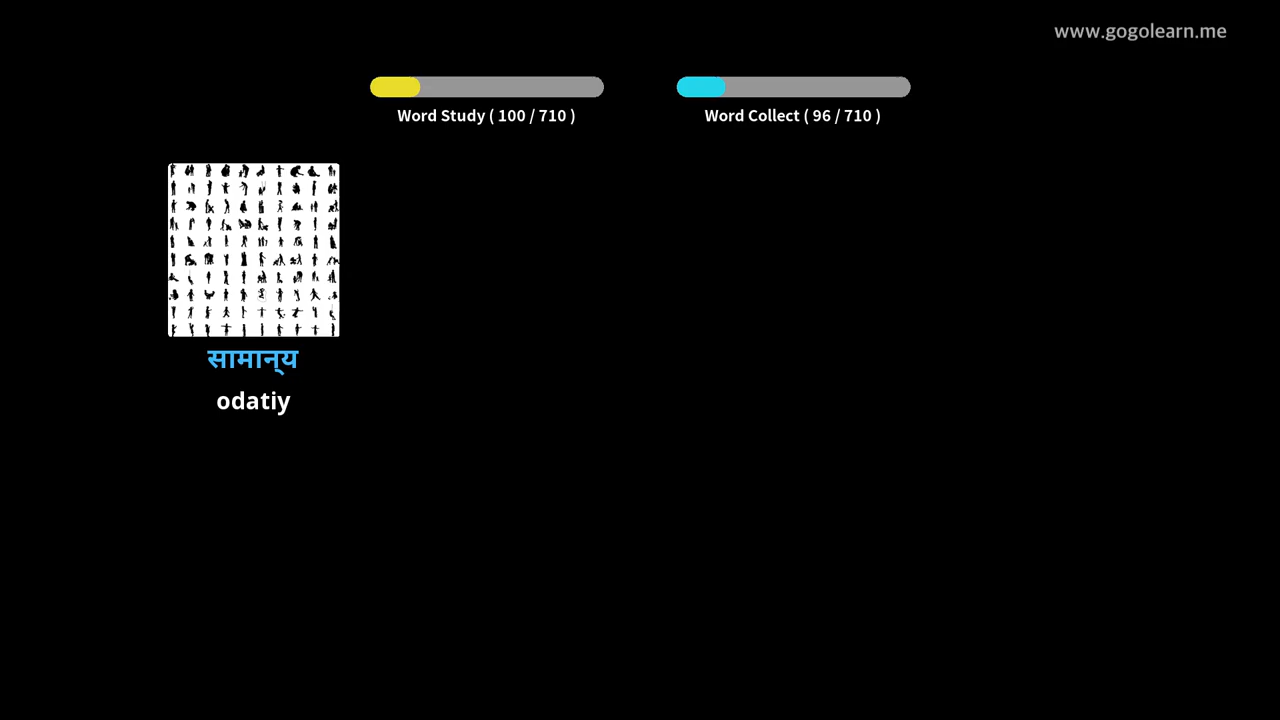 www.gogolearn.me
Word Study ( 100 / 710 )
Word Collect ( 96 / 710 )
सामान्‌य
odatiy